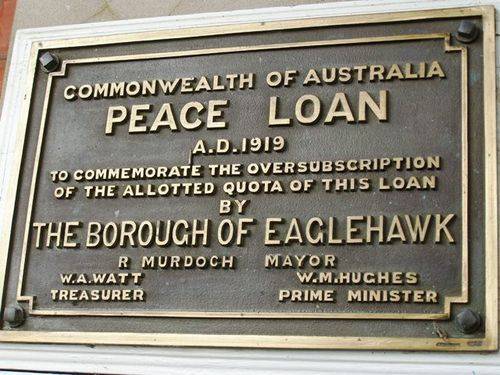 COMMONWEALTH OF AUSTRALIA
PEACE LOAN
A.D.1919
TO COMMEMORATE THE OVERSUBSCRIPTION
OF THE ALLOTTED QUOTA OF THIS LOAN
BY
THE BOROUGH OF EAGLEHAWK
R MURDOCH MAYOR
W.A.WATT W.M.HUGHES
TREASURER PRIME MINISTER